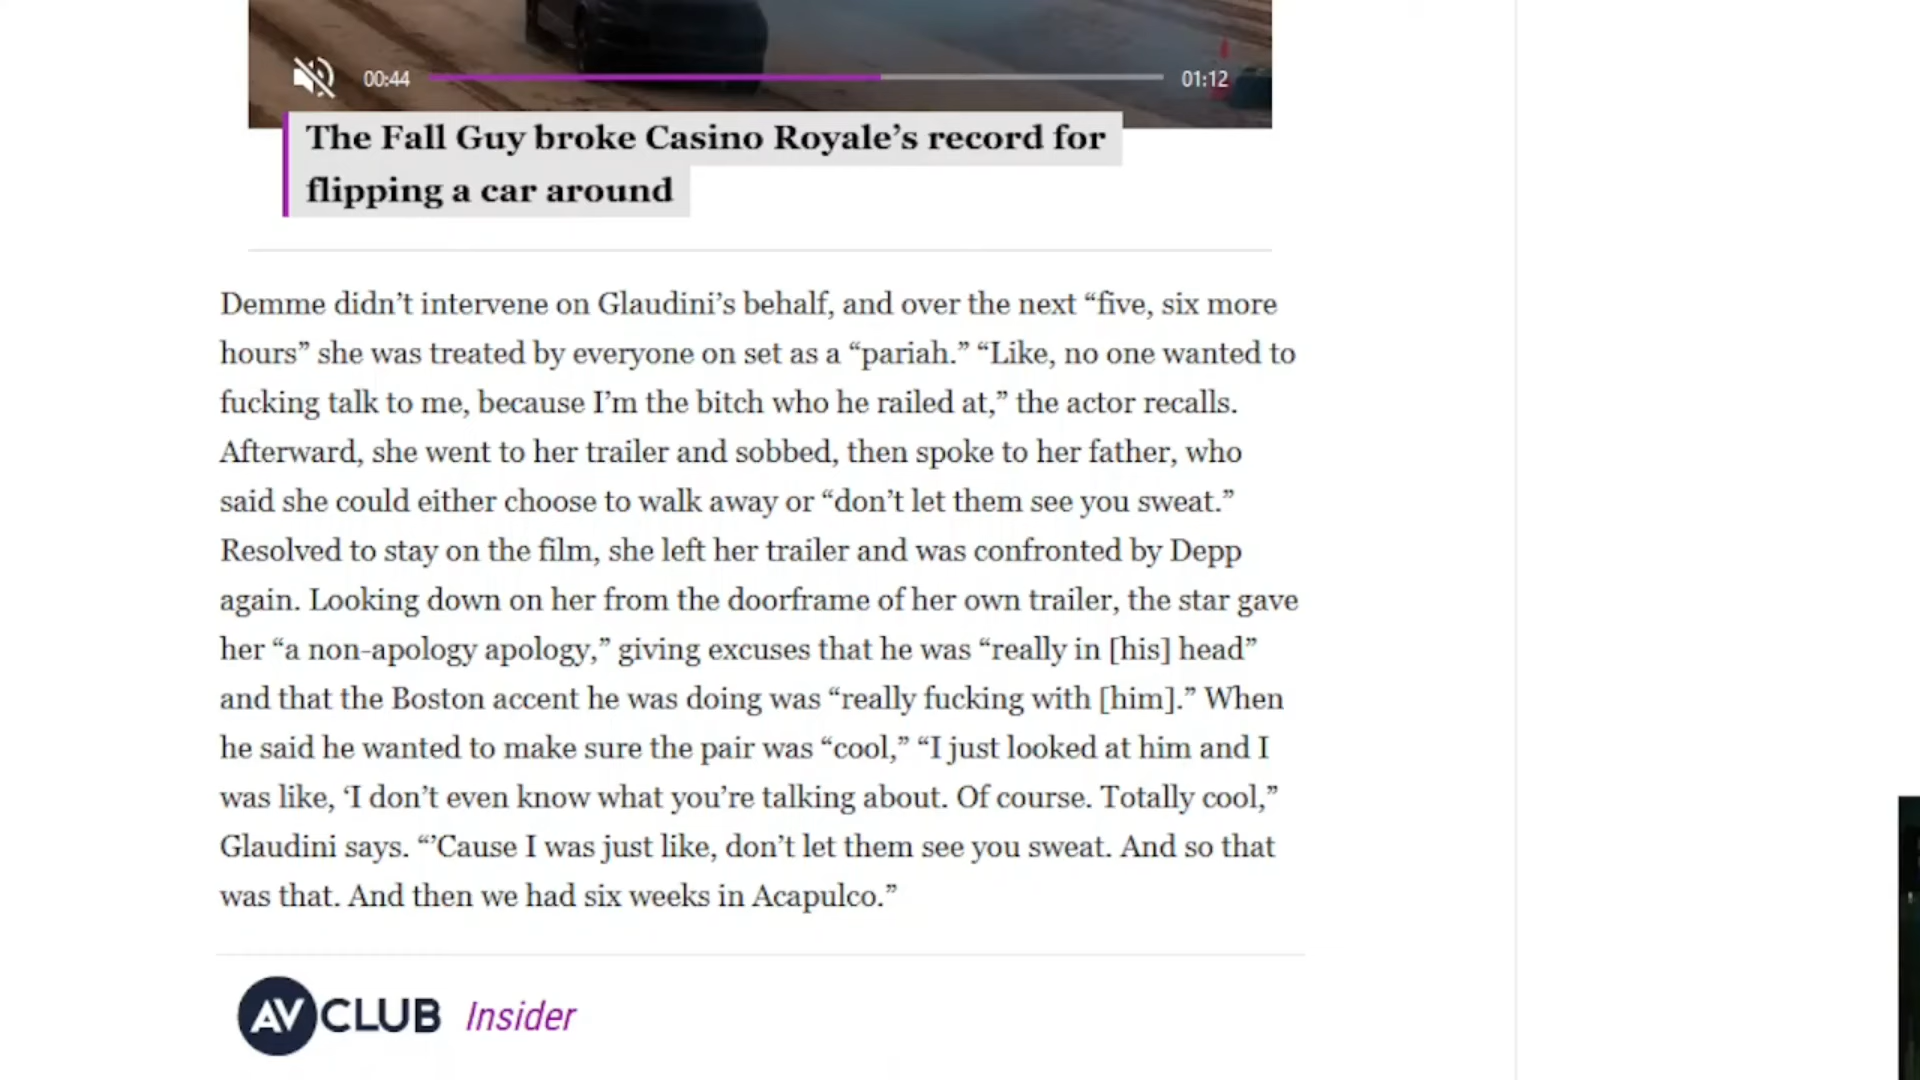 00:44
01:12
The Fall Guy broke Casino Royale’s record for
flipping a car around
Demme didn’t intervene on Glaudini’s behalf, and over the next “five, six more
hours” she was treated by everyone on set as a “pariah.” “Like, no one wanted to
fucking talk to me, because I’m the bitch who he railed at,” the actor recalls.
Afterward, she went to her trailer and sobbed, then spoke to her father, who
said she could either choose to walk away or “don’t let them see you sweat.”
Resolved to stay on the film, she left her trailer and was confronted by Depp
again. Looking down on her from the doorframe of her own trailer, the star gave
her “a non-apology apology,” giving excuses that he was “really in [his] head”
and that the Boston accent he was doing was “really fucking with [him].” When
he said he wanted to make sure the pair was “cool,” “I just looked at him and I
was like, ‘I don’t even know what you’re talking about. Of course. Totally cool,”
Glaudini says. “’Cause I was just like, don’t let them see you sweat. And so that
was that. And then we had six weeks in Acapulco.”
AV CLUB Insider